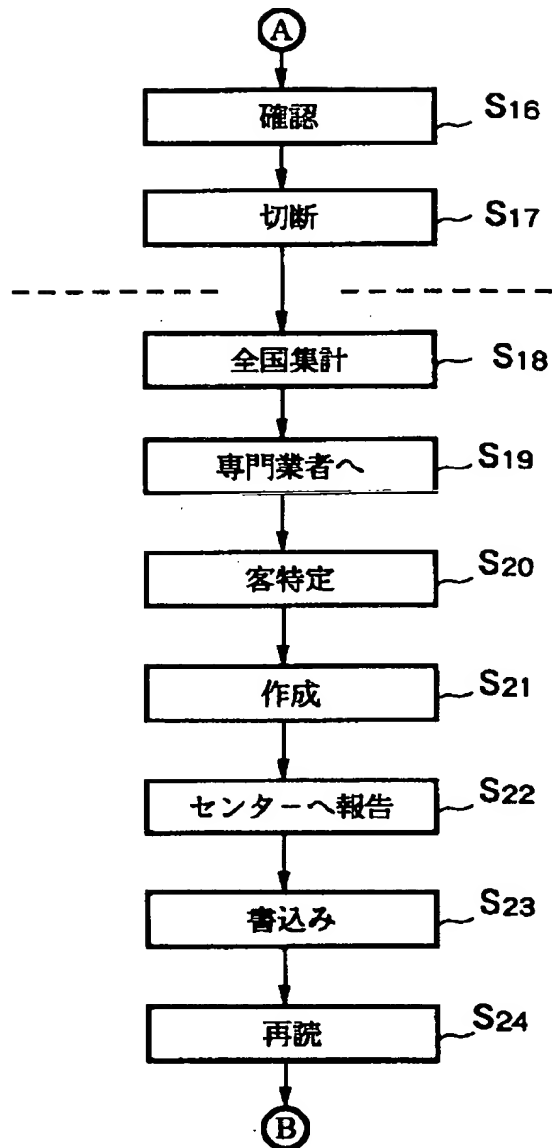 A
確認 S16
切断 S17
全国集計 S18
専門業者へ S19
客特定 S20
作成 S21
センターへ報告 S22
書込み S23
再読 S24
B